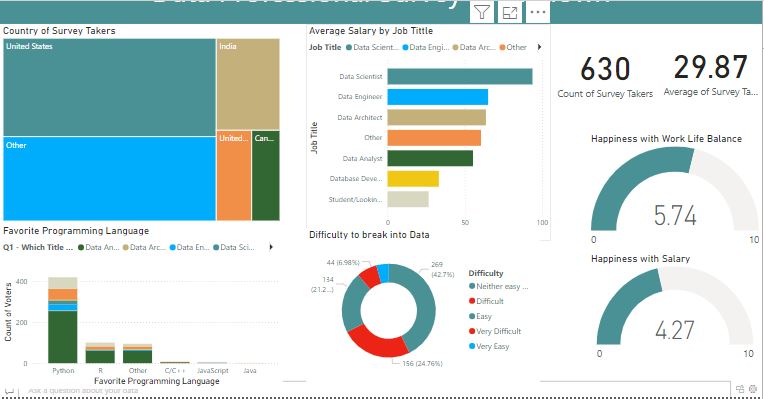 Country of Survey Takers
United States
India
Other
United...
Can...
Average Salary by Job Tittle
Job Title Data Scient... Data Engi... Data Arc... Other
Job Title
Data Scientist
Data Engineer
Data Architect
Other
Data Analyst
Database Deve...
Student/Lookin...
0 50 100
630
Count of Survey Takers
29.87
Average of Survey Ta...
Happiness with Work Life Balance
5.74
0 10
Favorite Programming Language
Q1 - Which Title ... Data An... Data Arc... Data En... Data Sci...
Count of Voters
400
200
0
Python R Other C/C++ JavaScript Java
Favorite Programming Language
Difficulty to break into Data
44 (6.98%)
269
(42.7%)
134
(21.2...)
156 (24.76%)
Difficulty
Neither easy ...
Difficult
Easy
Very Difficult
Very Easy
Happiness with Salary
4.27
0 10
Ask a question about your data